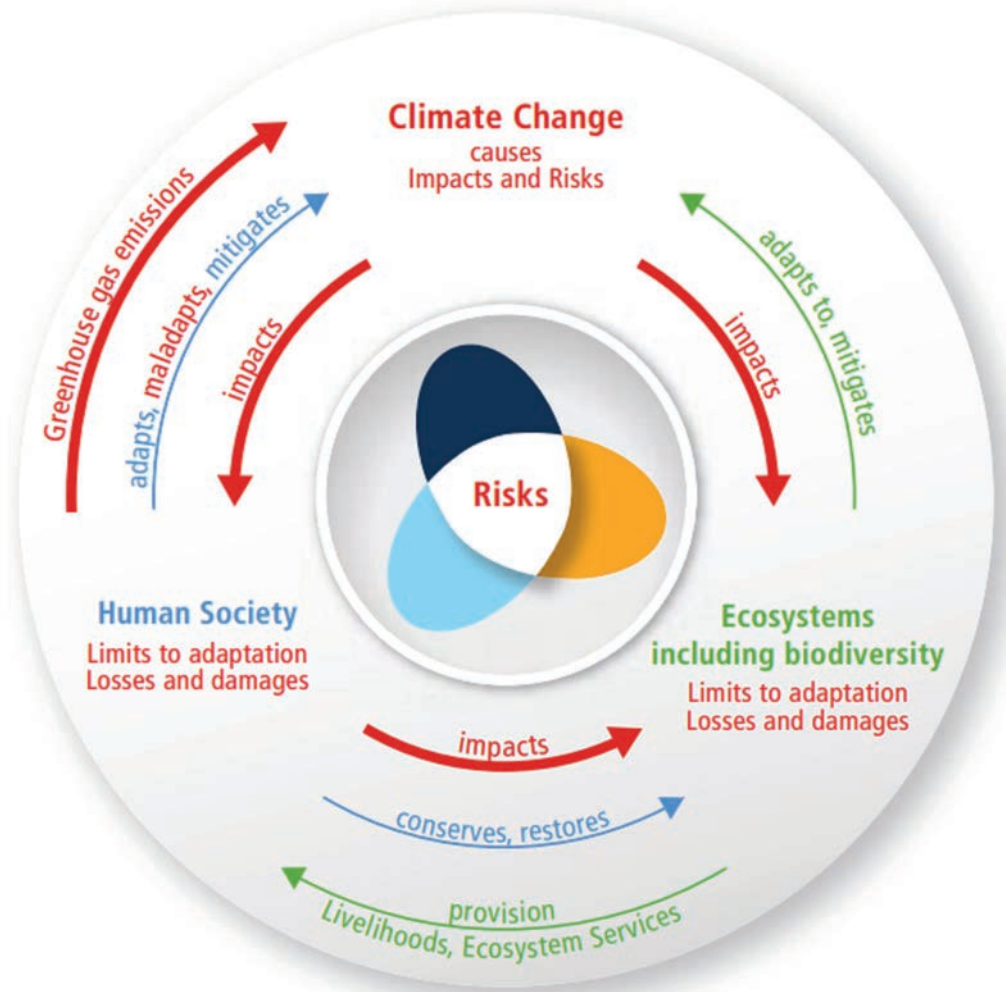 Climate Change
causes
Impacts and Risks
Greenhouse gas emissions
adapts, maladapts, mitigates
impacts
impacts
adapts to, mitigates
Risks
Human Society
Limits to adaptation
Losses and damages
Ecosystems
including biodiversity
Limits to adaptation
Losses and damages
impacts
conserves, restores
provision
Livelihoods, Ecosystem Services